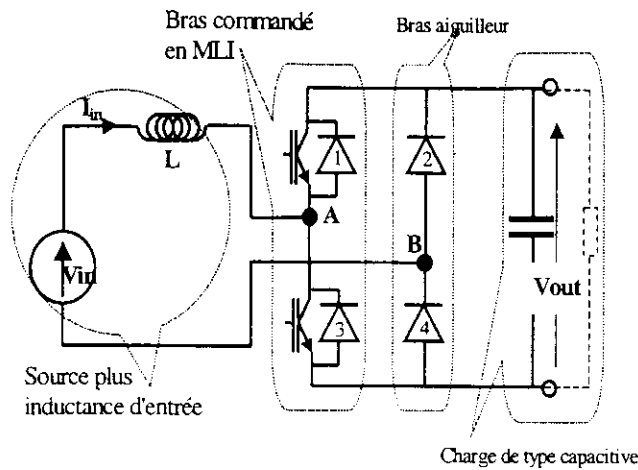 Bras commandé
en MLI
Bras aiguilleur
Iin
L
1
2
A
B
Vin
Vout
3
4
Source plus
inductance d'entrée
Charge de type capacitive